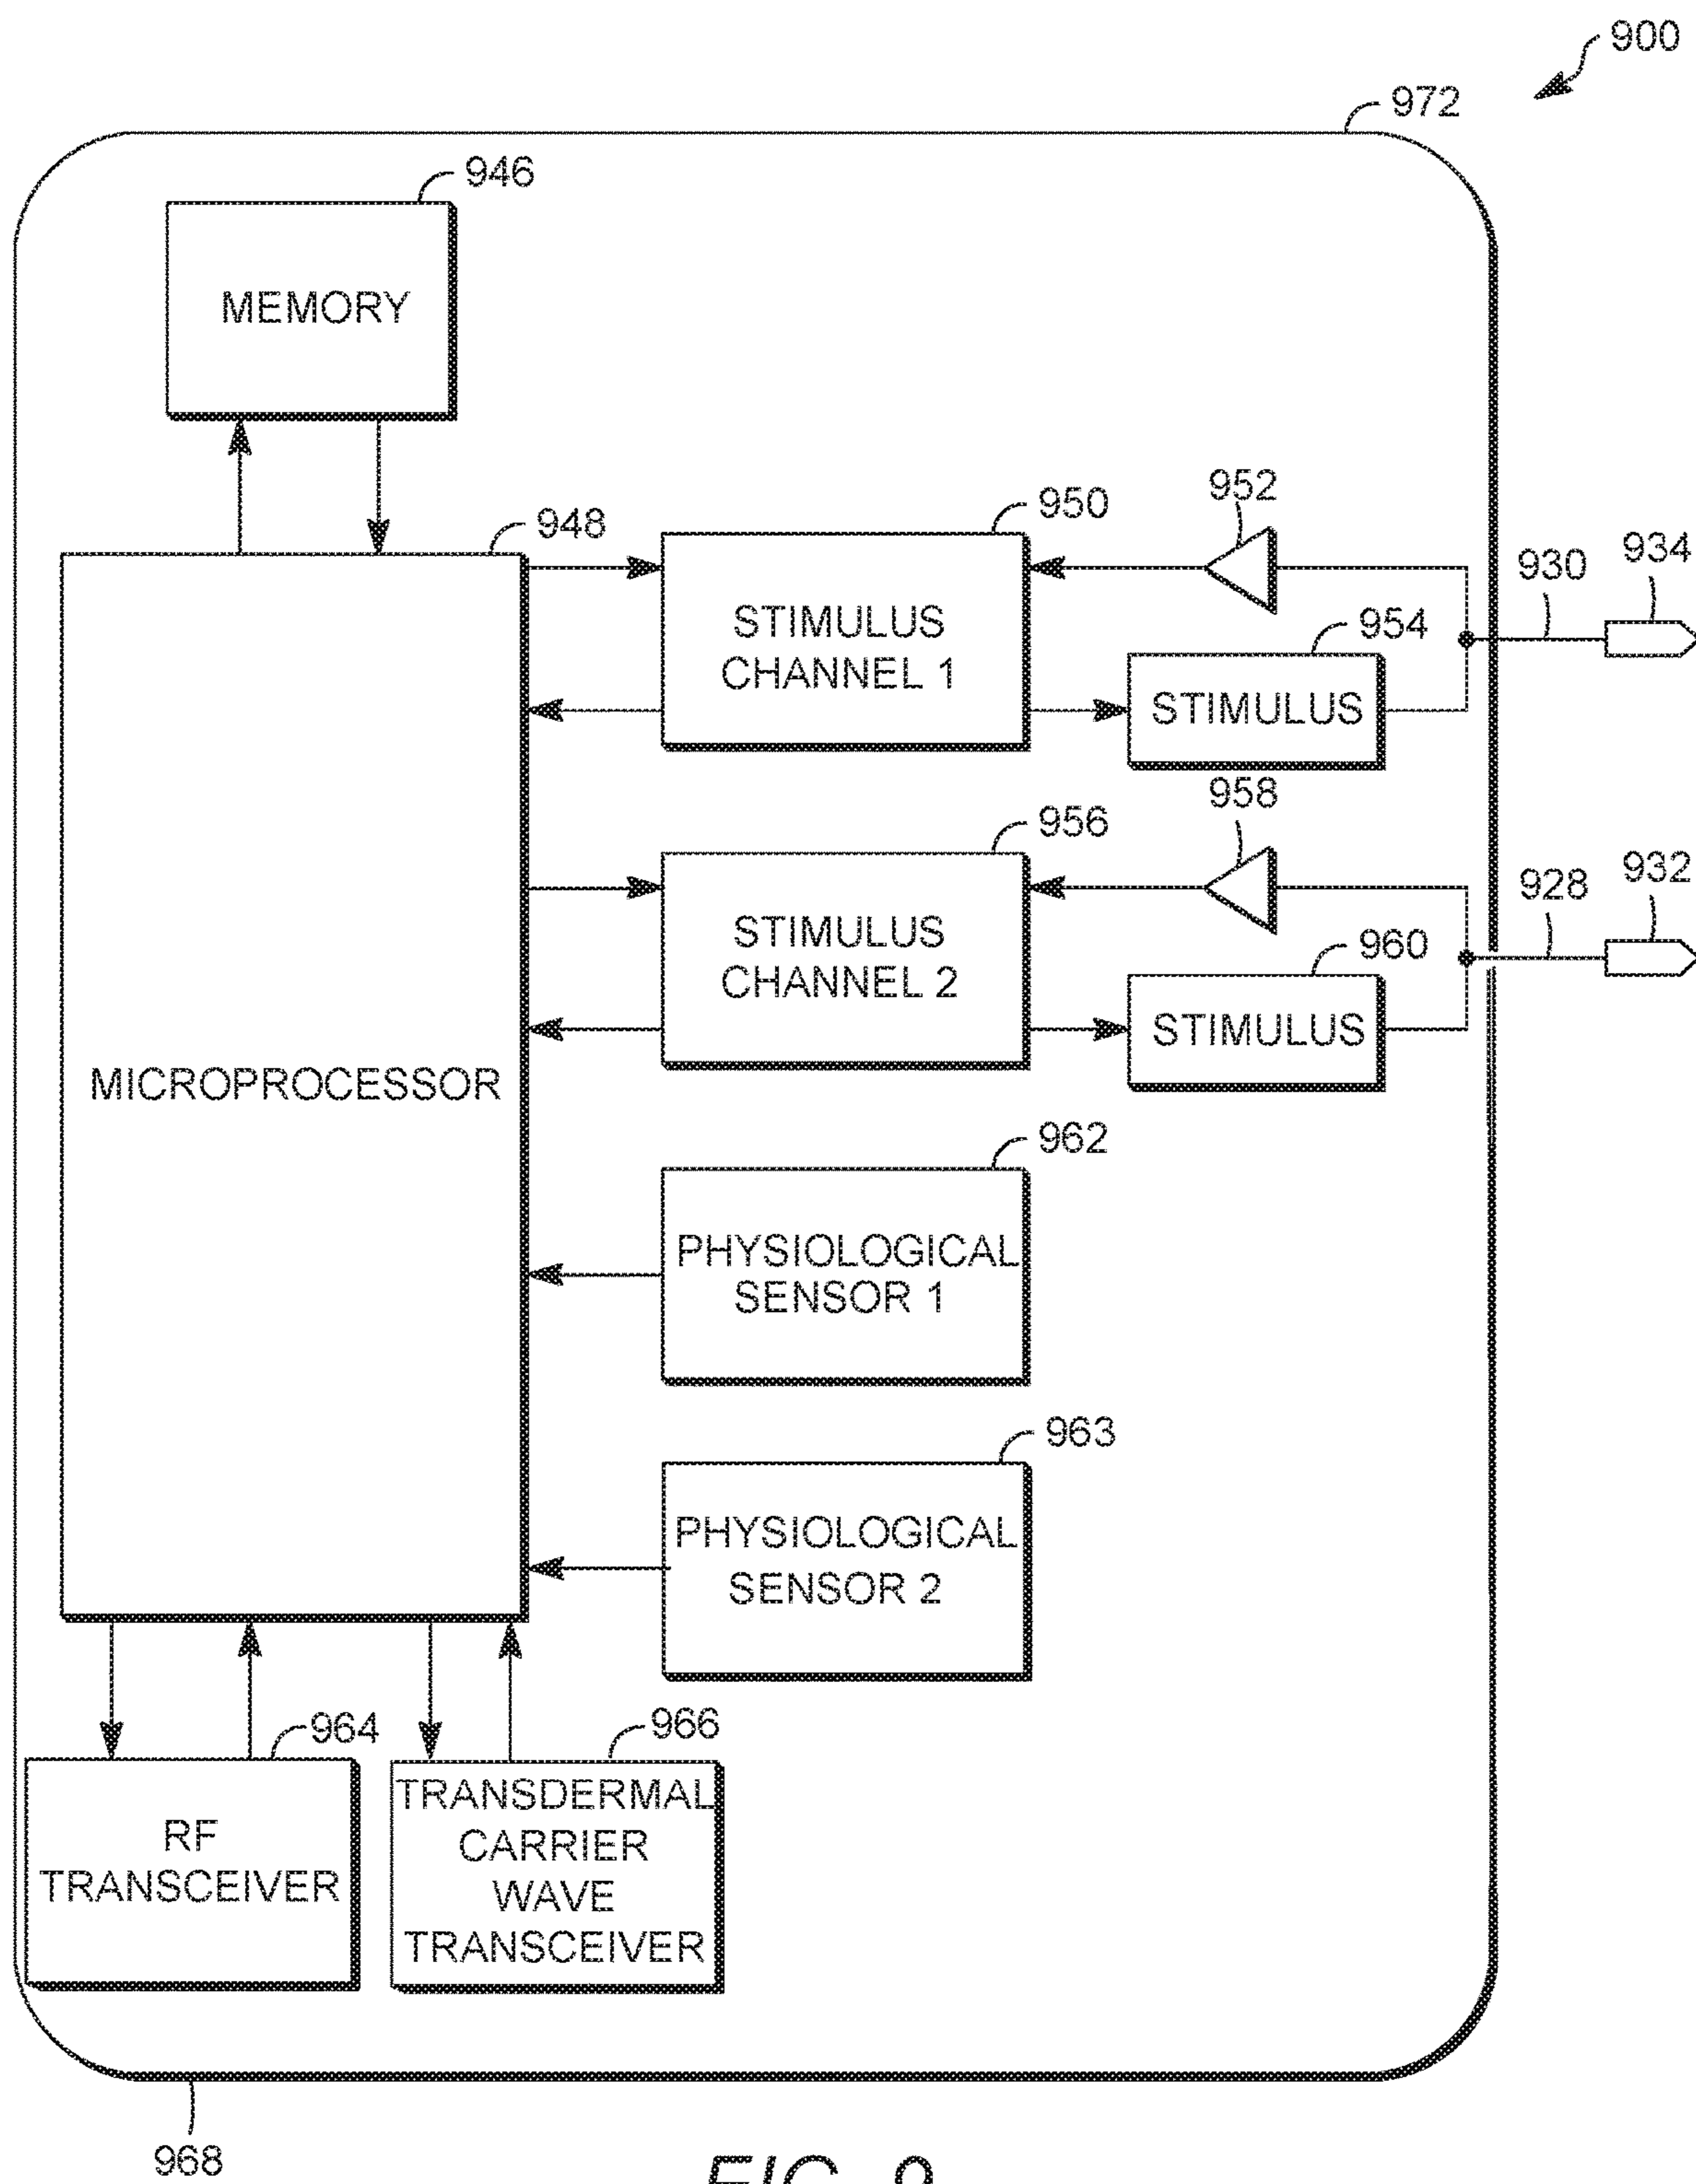 900
972
946
MEMORY
948
950
952
930
934
STIMULUS
CHANNEL 1
954
STIMULUS
956
958
928
932
STIMULUS
CHANNEL 2
960
STIMULUS
MICROPROCESSOR
962
PHYSIOLOGICAL
SENSOR 1
963
PHYSIOLOGICAL
SENSOR 2
964
966
RF
TRANSCEIVER
TRANSDERMAL
CARRIER
WAVE
TRANSCEIVER
968
FIG. 9